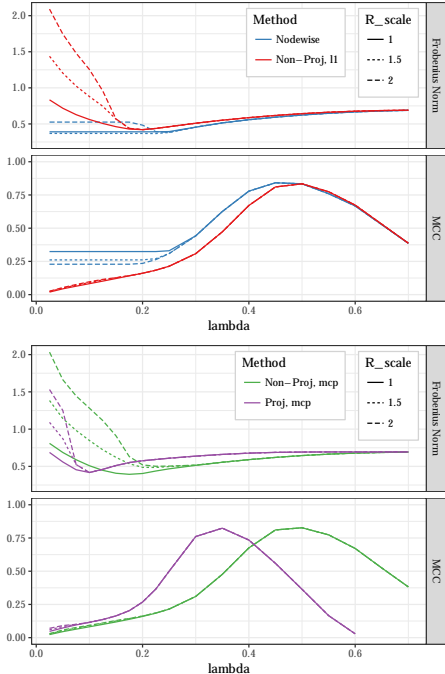 2.0
1.5
1.0
0.5
Method
Nodewise
Non−Proj, l1
R_scale
1
1.5
2
Frobenius Norm
1.00
0.75
0.50
0.25
0.00
MCC
0.0 0.2 0.4 0.6
lambda
2.0
1.5
1.0
0.5
Method
Non−Proj, mcp
Proj, mcp
R_scale
1
1.5
2
Frobenius Norm
1.00
0.75
0.50
0.25
0.00
MCC
0.0 0.2 0.4 0.6
lambda